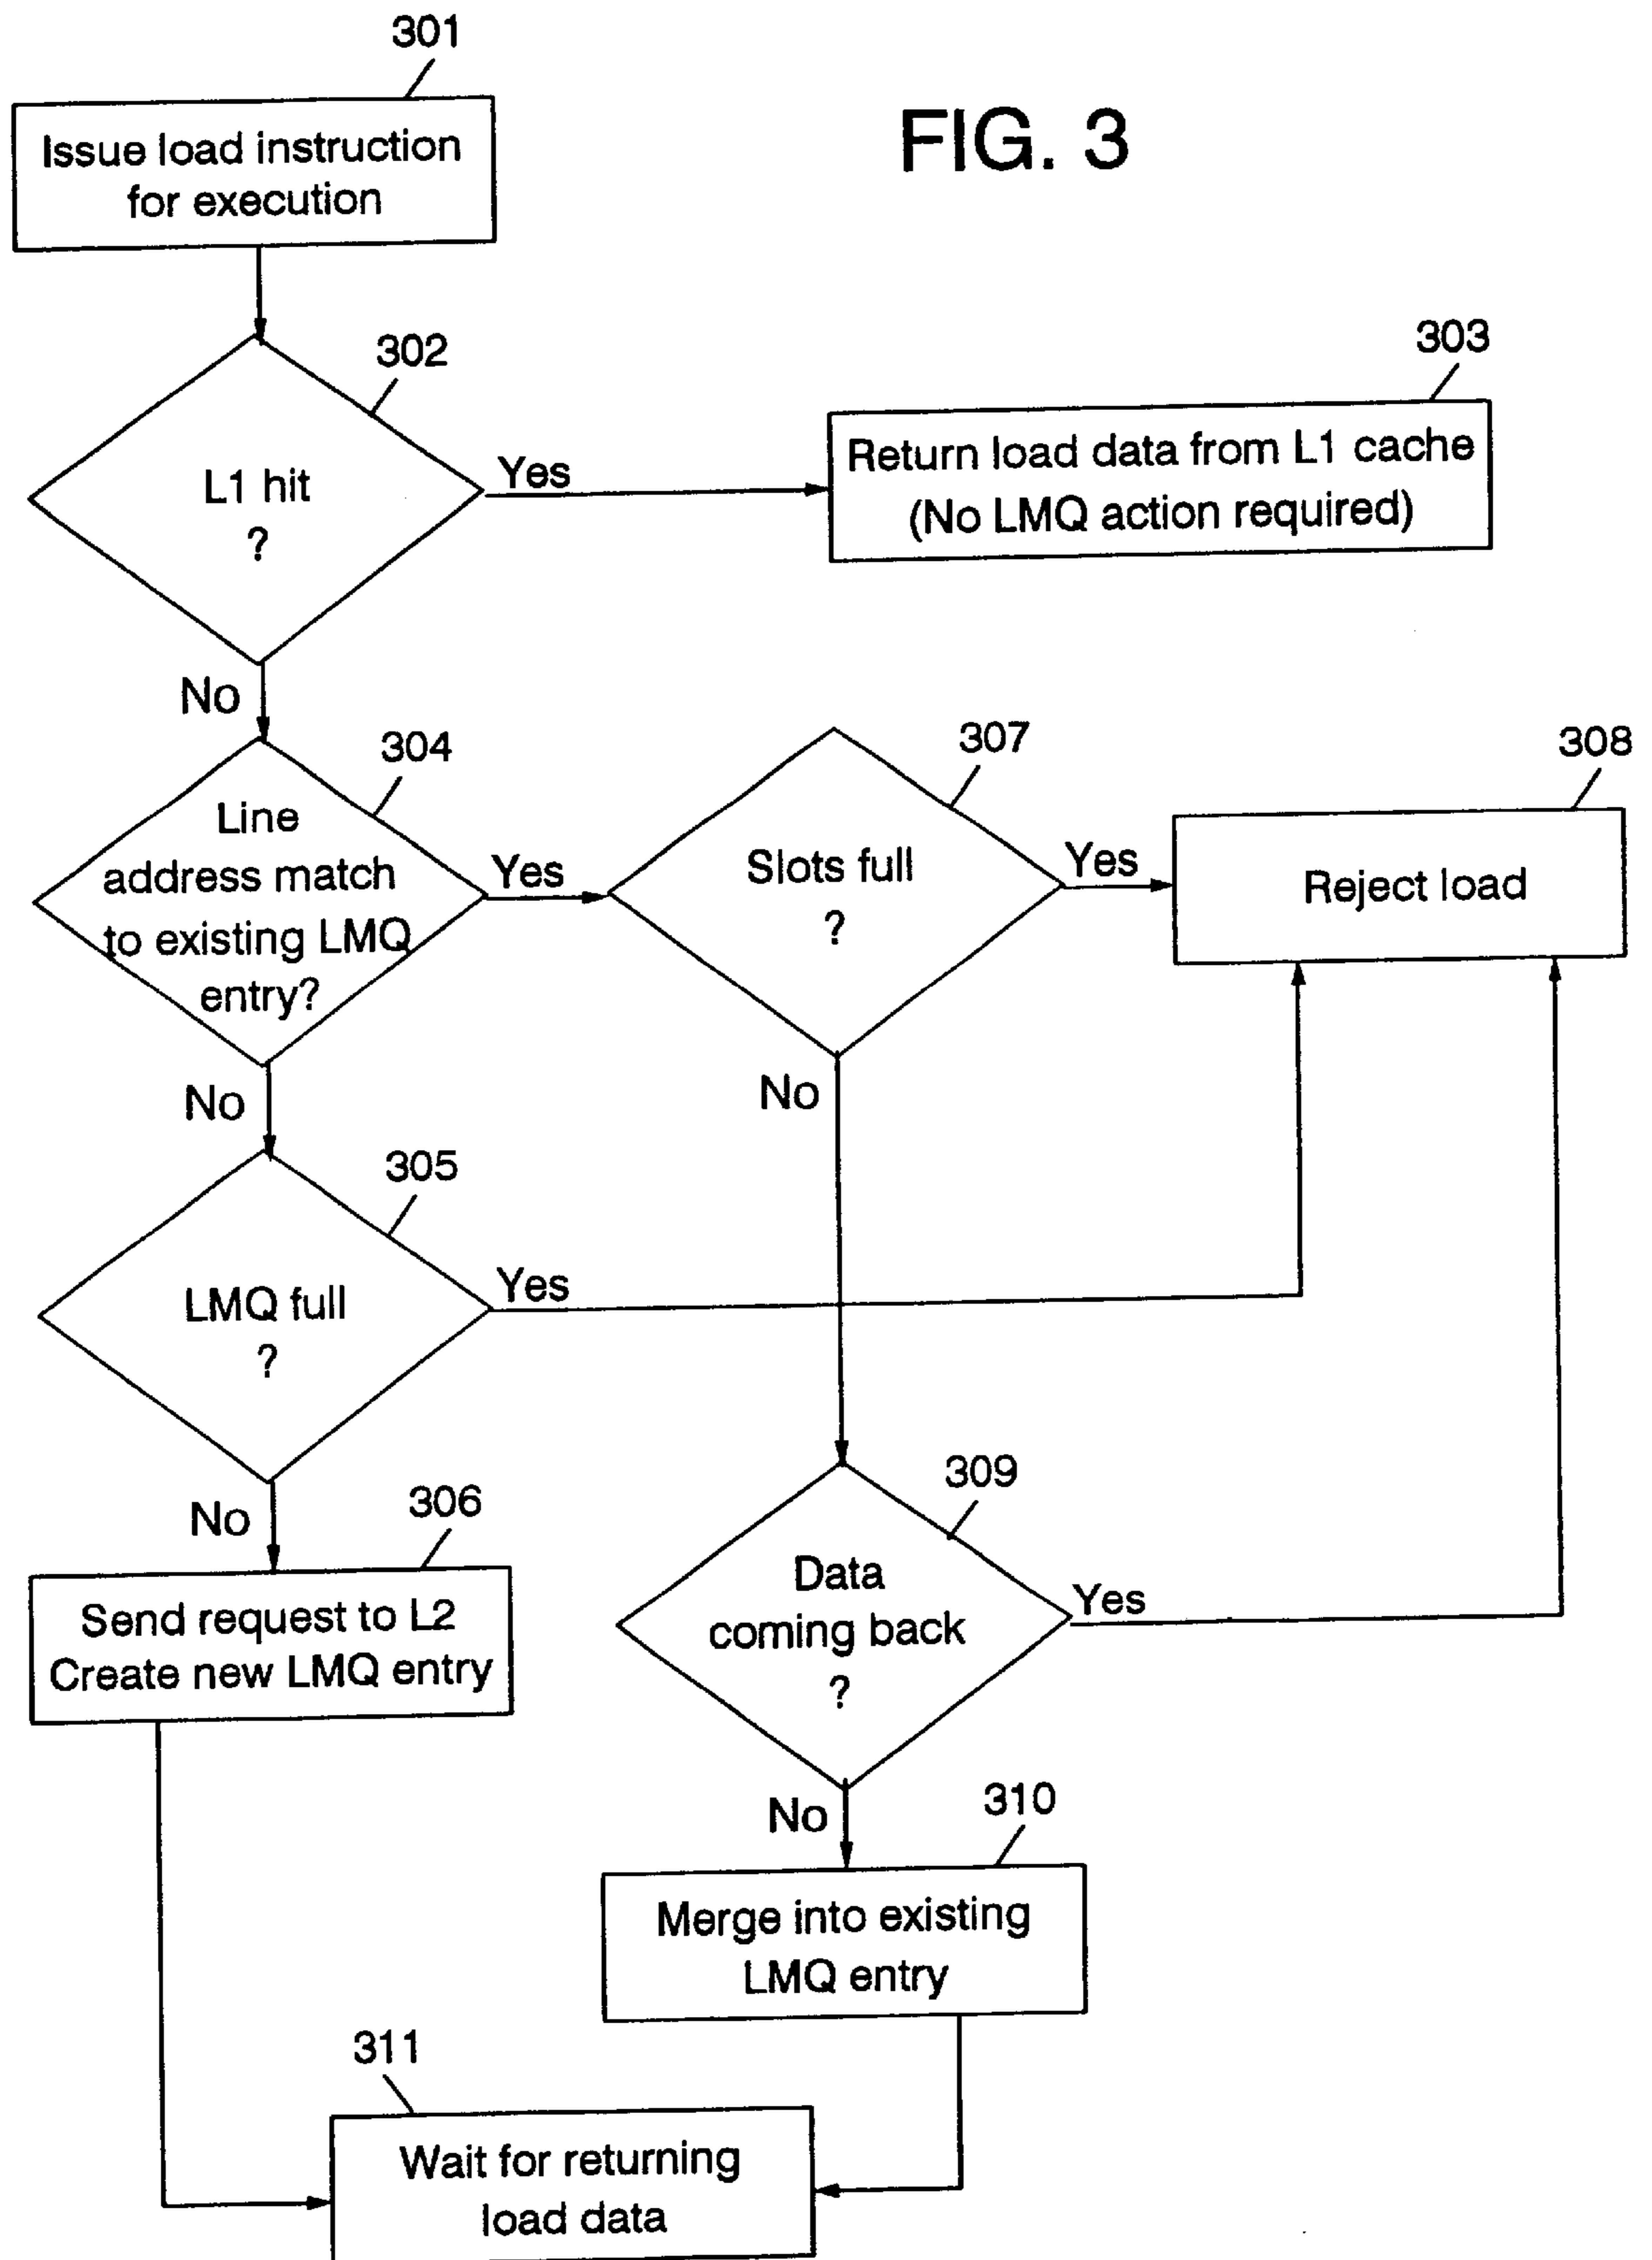 301
Issue load instruction
for execution
FIG. 3
302
L1 hit
?
Yes
303
Return load data from L1 cache
(No LMQ action required)
No
304
Line
address match
to existing LMQ
entry?
Yes
307
Slots full
?
Yes
308
Reject load
No
No
305
LMQ full
?
Yes
No
306
Send request to L2
Create new LMQ entry
309
Data
coming back
?
Yes
No
310
Merge into existing
LMQ entry
311
Wait for returning
load data